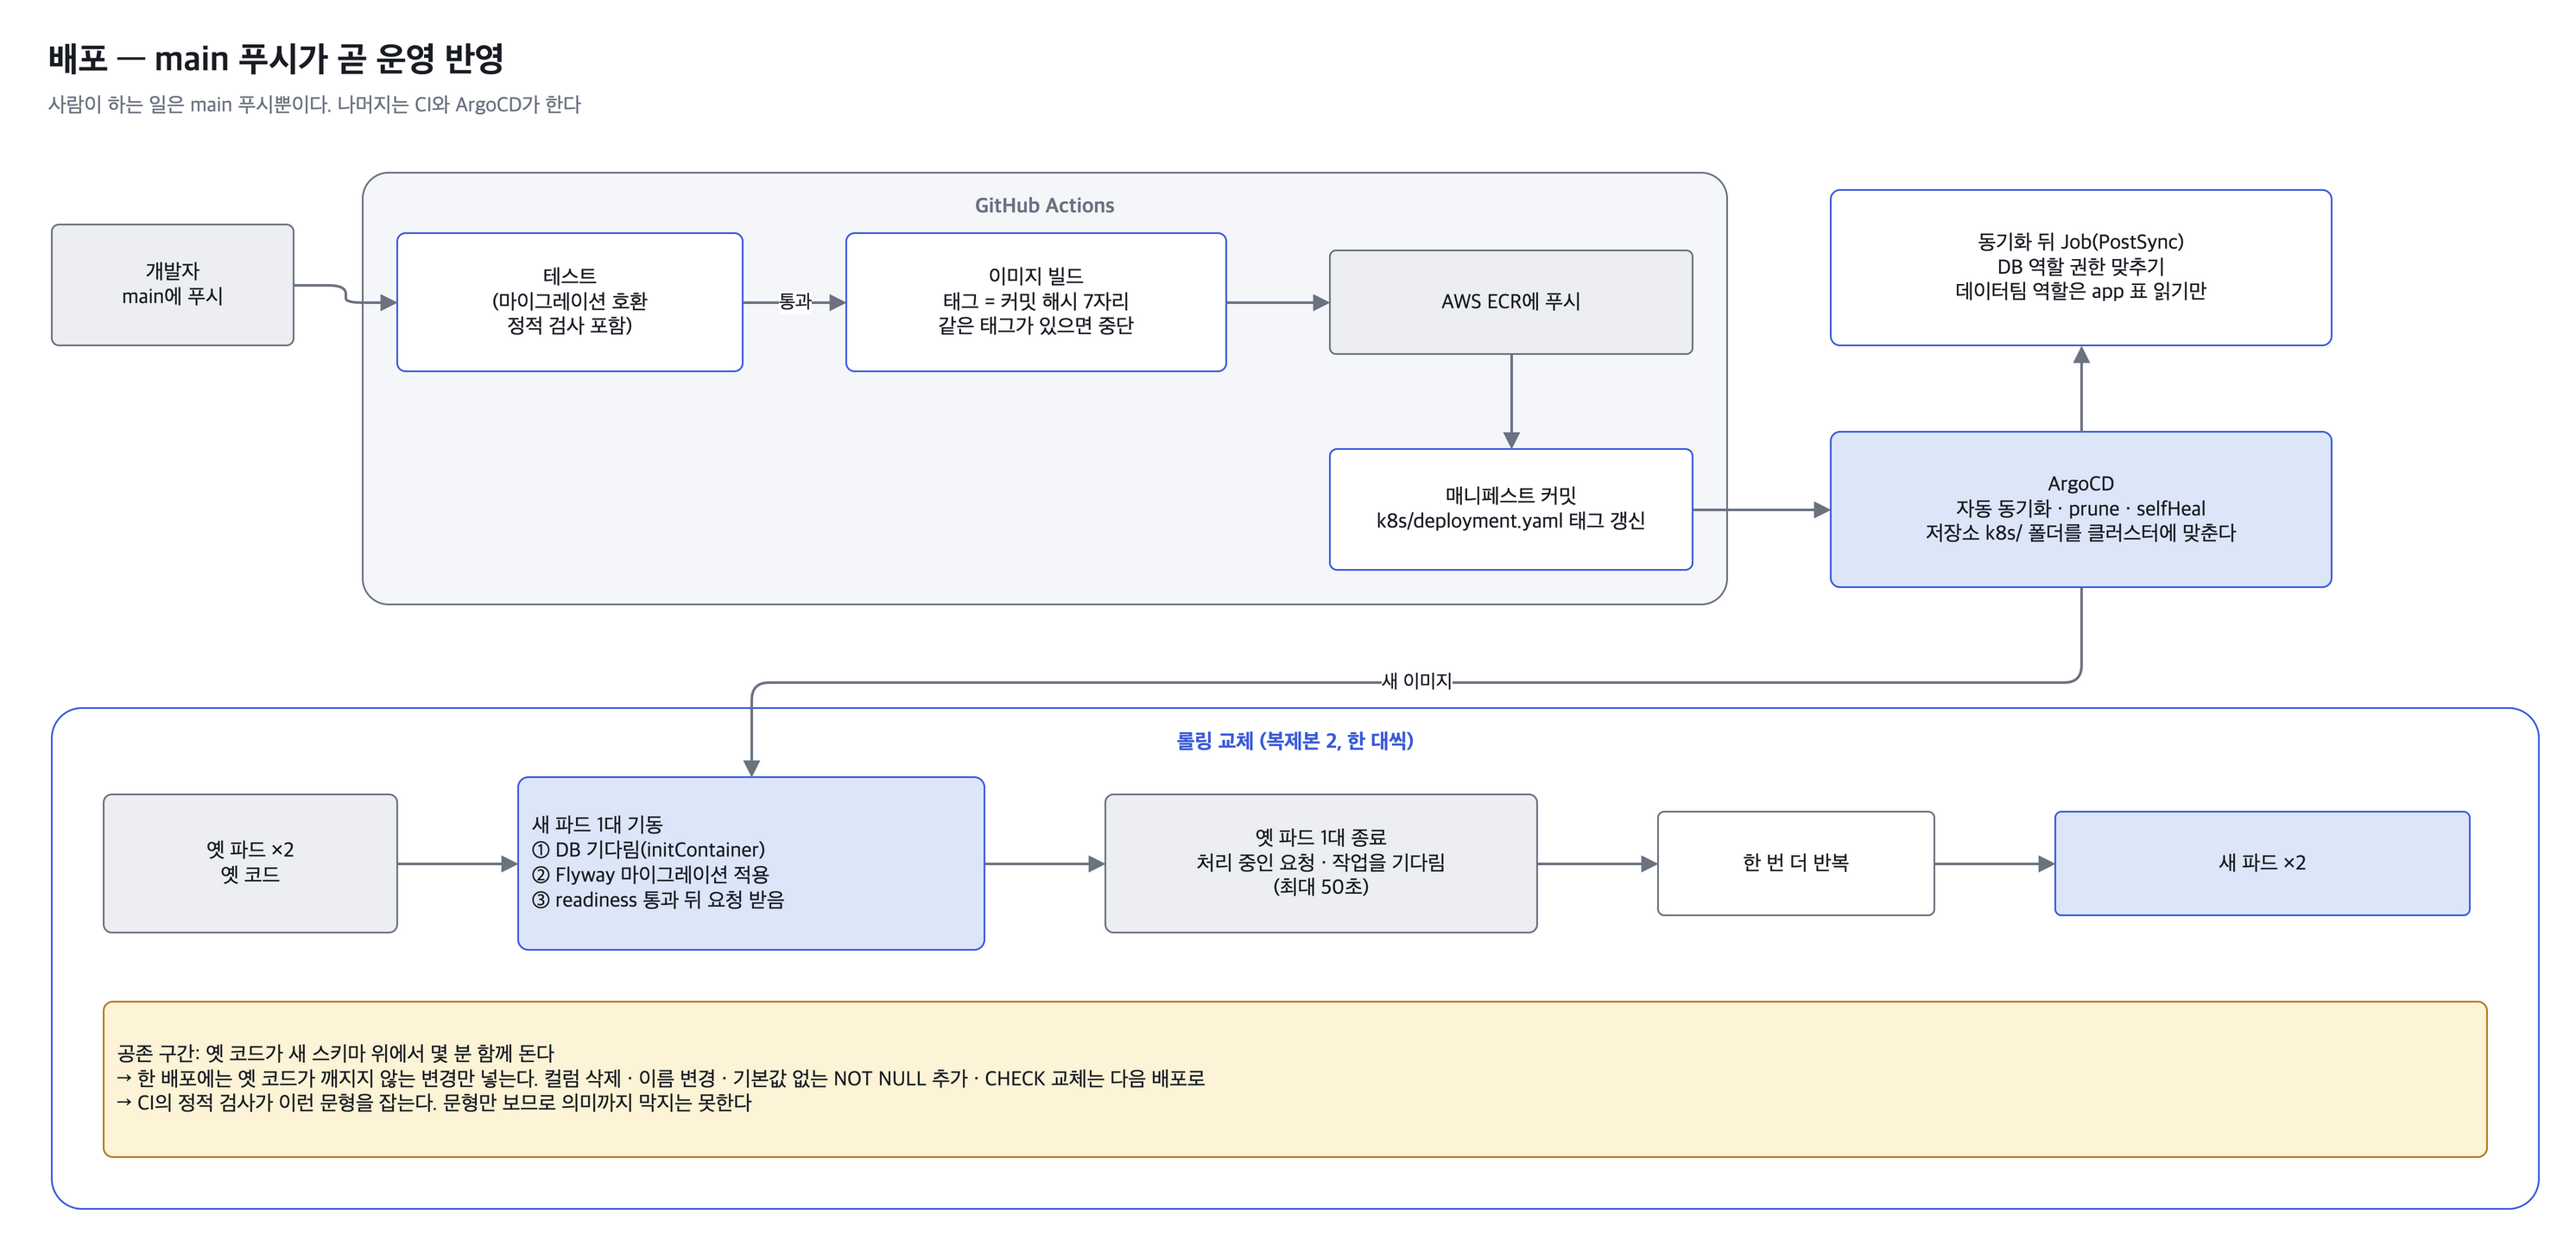 배포 — main 푸시가 곧 운영 반영
사람이 하는 일은 main 푸시뿐이다. 나머지는 CI와 ArgoCD가 한다
GitHub Actions
개발자
main에 푸시
테스트
(마이그레이션 호환
정적 검사 포함)
통과
이미지 빌드
태그 = 커밋 해시 7자리
같은 태그가 있으면 중단
AWS ECR에 푸시
매니페스트 커밋
k8s/deployment.yaml 태그 갱신
동기화 뒤 Job(PostSync)
DB 역할 권한 맞추기
데이터팀 역할은 app 표 읽기만
ArgoCD
자동 동기화 · prune · selfHeal
저장소 k8s/ 폴더를 클러스터에 맞춘다
새 이미지
롤링 교체 (복제본 2, 한 대씩)
옛 파드 ×2
옛 코드
새 파드 1대 기동
① DB 기다림(initContainer)
② Flyway 마이그레이션 적용
③ readiness 통과 뒤 요청 받음
옛 파드 1대 종료
처리 중인 요청 · 작업을 기다림
(최대 50초)
한 번 더 반복
새 파드 ×2
공존 구간: 옛 코드가 새 스키마 위에서 몇 분 함께 돈다
→ 한 배포에는 옛 코드가 깨지지 않는 변경만 넣는다. 컬럼 삭제 · 이름 변경 · 기본값 없는 NOT NULL 추가 · CHECK 교체는 다음 배포로
→ CI의 정적 검사가 이런 문형을 잡는다. 문형만 보므로 의미까지 막지는 못한다